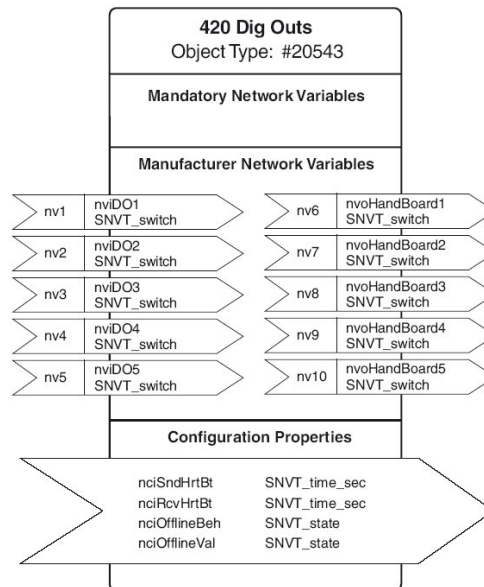 420 Dig Outs
Object Type: #20543
Mandatory Network Variables
Manufacturer Network Variables
nv1 nviDO1 SNVT_switch
nv2 nviDO2 SNVT_switch
nv3 nviDO3 SNVT_switch
nv4 nviDO4 SNVT_switch
nv5 nviDO5 SNVT_switch
nv6 nvoHandBoard1 SNVT_switch
nv7 nvoHandBoard2 SNVT_switch
nv8 nvoHandBoard3 SNVT_switch
nv9 nvoHandBoard4 SNVT_switch
nv10 nvoHandBoard5 SNVT_switch
Configuration Properties
nciSndHrtBt SNVT_time_sec
nciRcvHrtBt SNVT_time_sec
nciOfflineBeh SNVT_state
nciOfflineVal SNVT_state